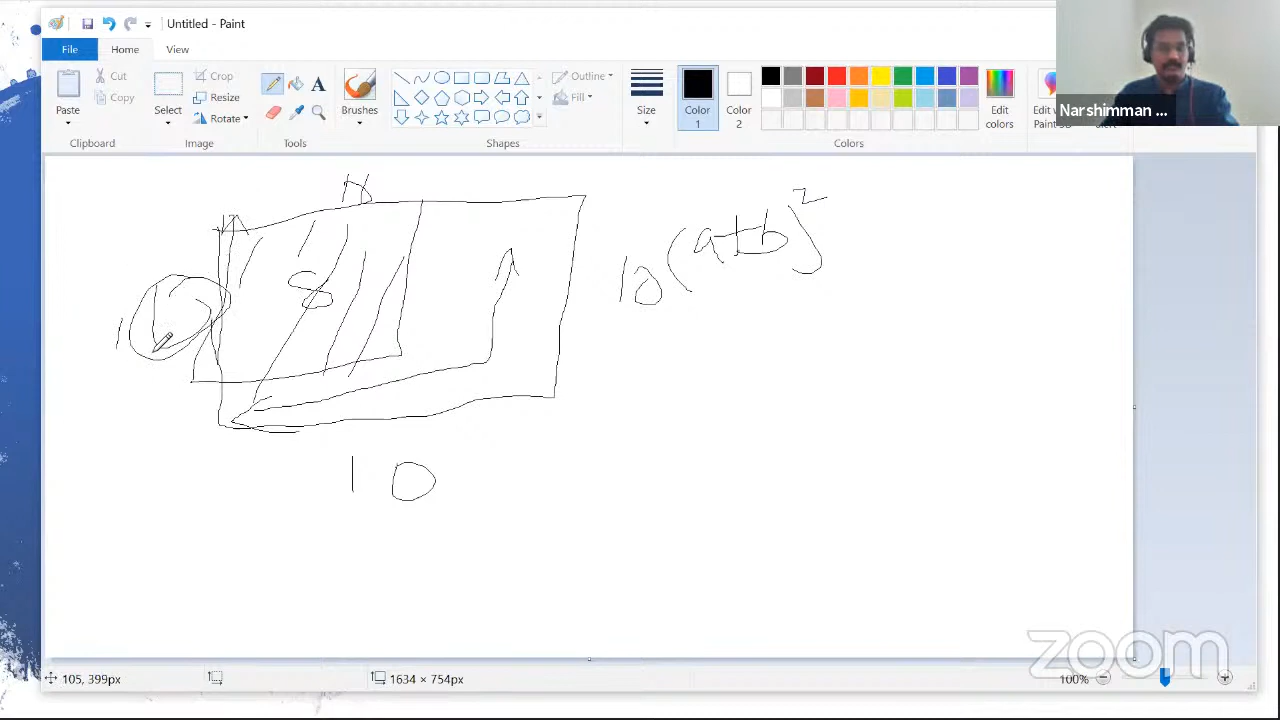 Untitled - Paint
File Home View
Paste
Cut
Copy
Clipboard
Select
Crop
Resize
Rotate
Image
A
Tools
Brushes
Outline
Fill
Shapes
Size
Color 1
Color 2
Colors
Edit colors
Narshimman ...
8
10
(a+b)²
10
zoom
105, 399px
1634 × 754px
100%